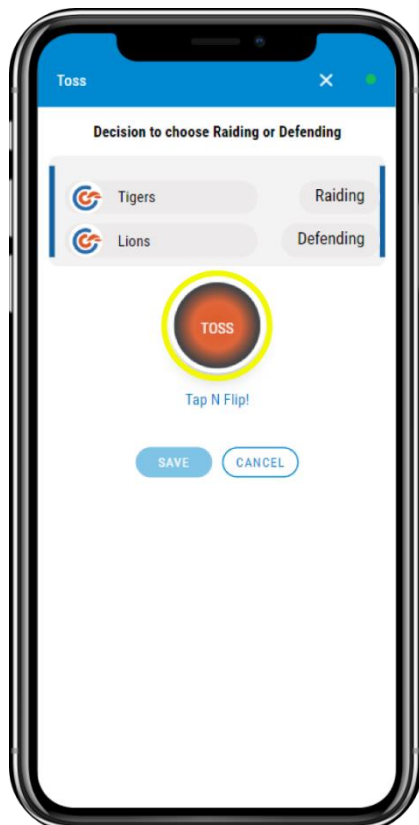 Toss
Decision to choose Raiding or Defending
Tigers Raiding
Lions Defending
TOSS
Tap N Flip!
SAVE CANCEL